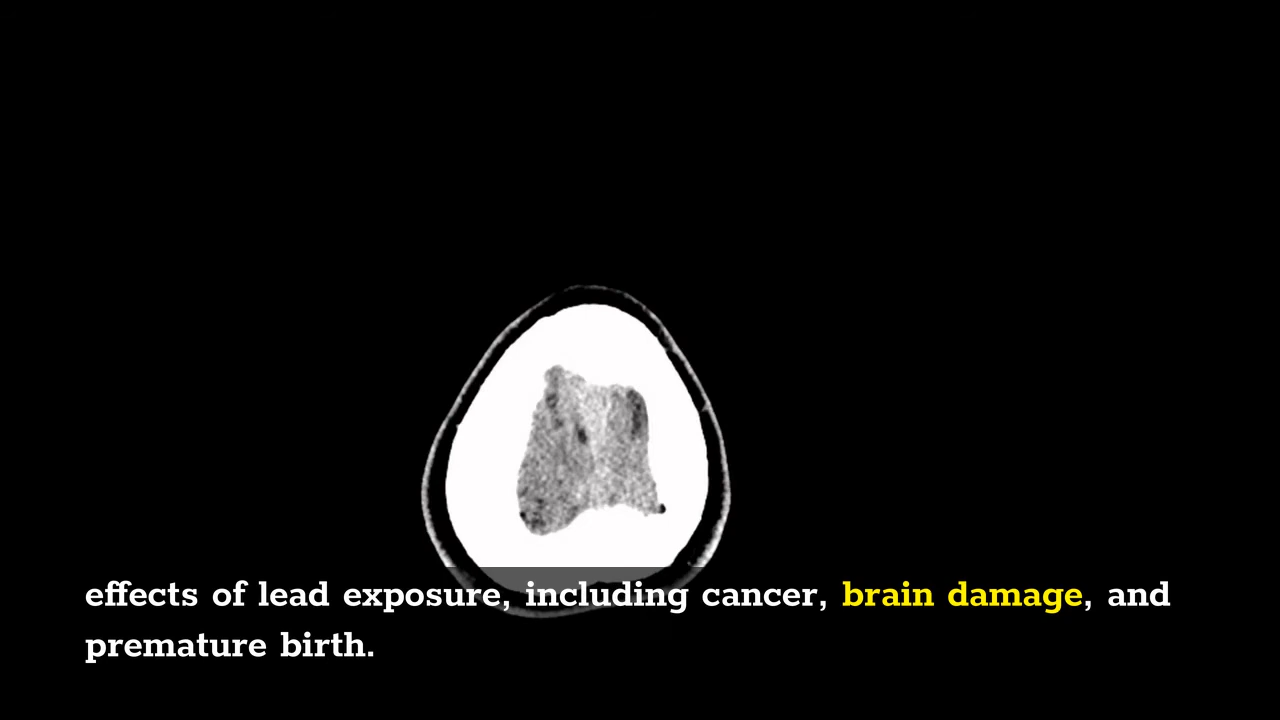 effects of lead exposure, including cancer, brain damage, and
premature birth.